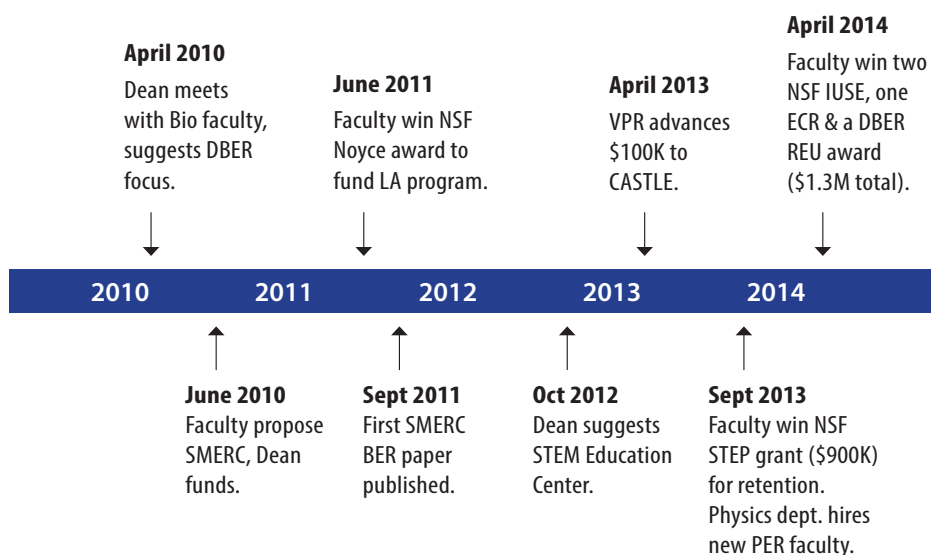 April 2010
Dean meets
with Bio faculty,
suggests DBER
focus.
June 2011
Faculty win NSF
Noyce award to
fund LA program.
April 2013
VPR advances
$100K to
CASTLE.
April 2014
Faculty win two
NSF IUSE, one
ECR & a DBER
REU award
($1.3M total).
2010 2011 2012 2013 2014
June 2010
Faculty propose
SMERC, Dean
funds.
Sept 2011
First SMERC
BER paper
published.
Oct 2012
Dean suggests
STEM Education
Center.
Sept 2013
Faculty win NSF
STEP grant ($900K)
for retention.
Physics dept. hires
new PER faculty.